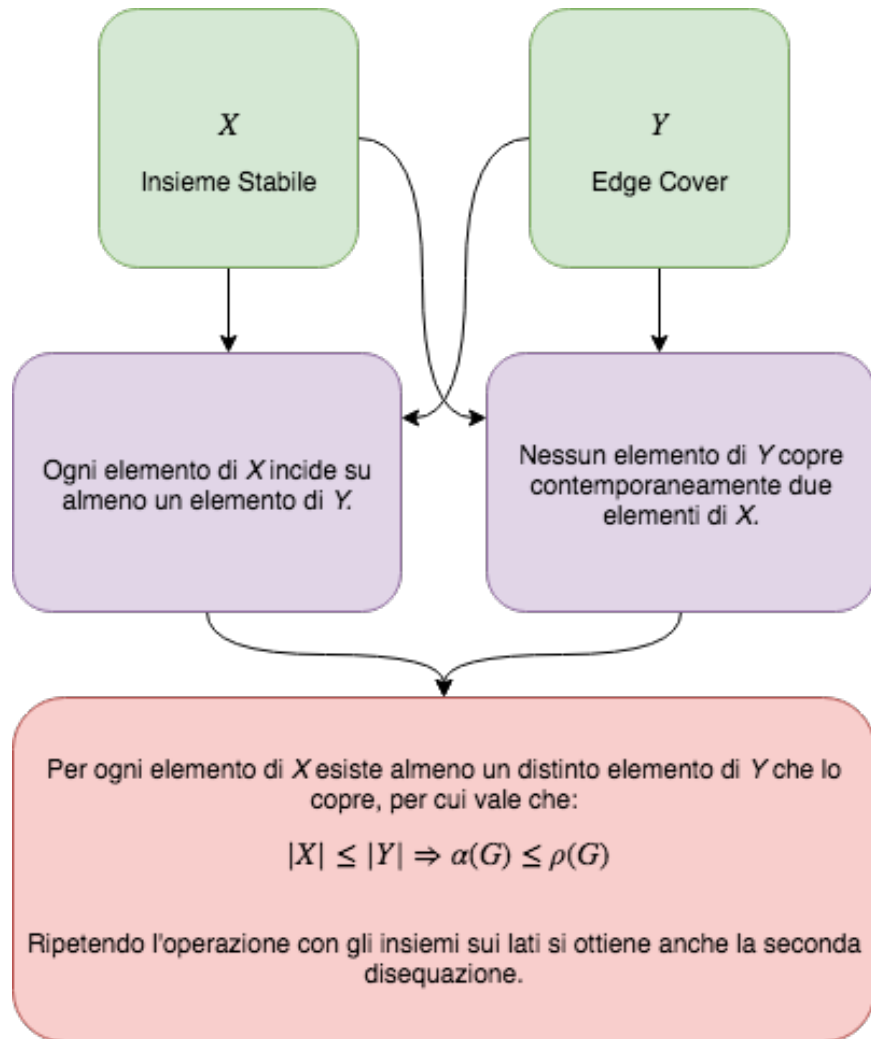 X
Insieme Stabile
Y
Edge Cover
Ogni elemento di X incide su
almeno un elemento di Y.
Nessun elemento di Y copre
contemporaneamente due
elementi di X.
Per ogni elemento di X esiste almeno un distinto elemento di Y che lo
copre, per cui vale che:
|X| ≤ |Y| ⇒ α(G) ≤ ρ(G)
Ripetendo l'operazione con gli insiemi sui lati si ottiene anche la seconda
disequazione.